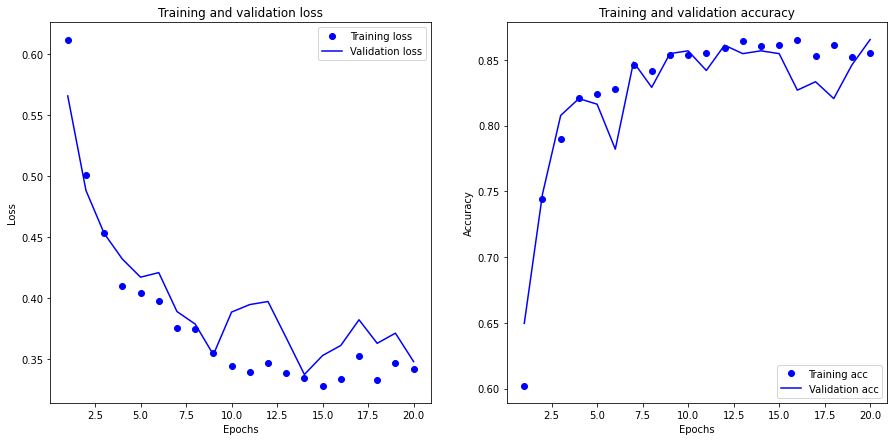 Training and validation loss
Training loss
Validation loss
Loss
0.60
0.55
0.50
0.45
0.40
0.35
2.5 5.0 7.5 10.0 12.5 15.0 17.5 20.0
Epochs
Training and validation accuracy
Accuracy
0.85
0.80
0.75
0.70
0.65
0.60
Training acc
Validation acc
2.5 5.0 7.5 10.0 12.5 15.0 17.5 20.0
Epochs